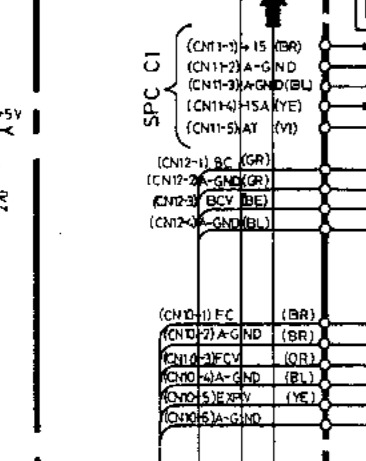 SPC C1
(CN11-1) +15 (BR)
(CN11-2) A-GND
(CN11-3) A-GND (BL)
(CN11-4) -15A (YE)
(CN11-5) AT (VI)
+5V
A
(CN12-1) BC (GR)
(CN12-2) A-GND (GR)
(CN12-3) BCV (BE)
(CN12-4) A-GND (BL)
(CN10-1) FC (BR)
(CN10-2) A-GND (BR)
(CN10-3) FCV (OR)
(CN10-4) A-GND (BL)
(CN10-5) EXPIV (YE)
(CN10-6) A-GND